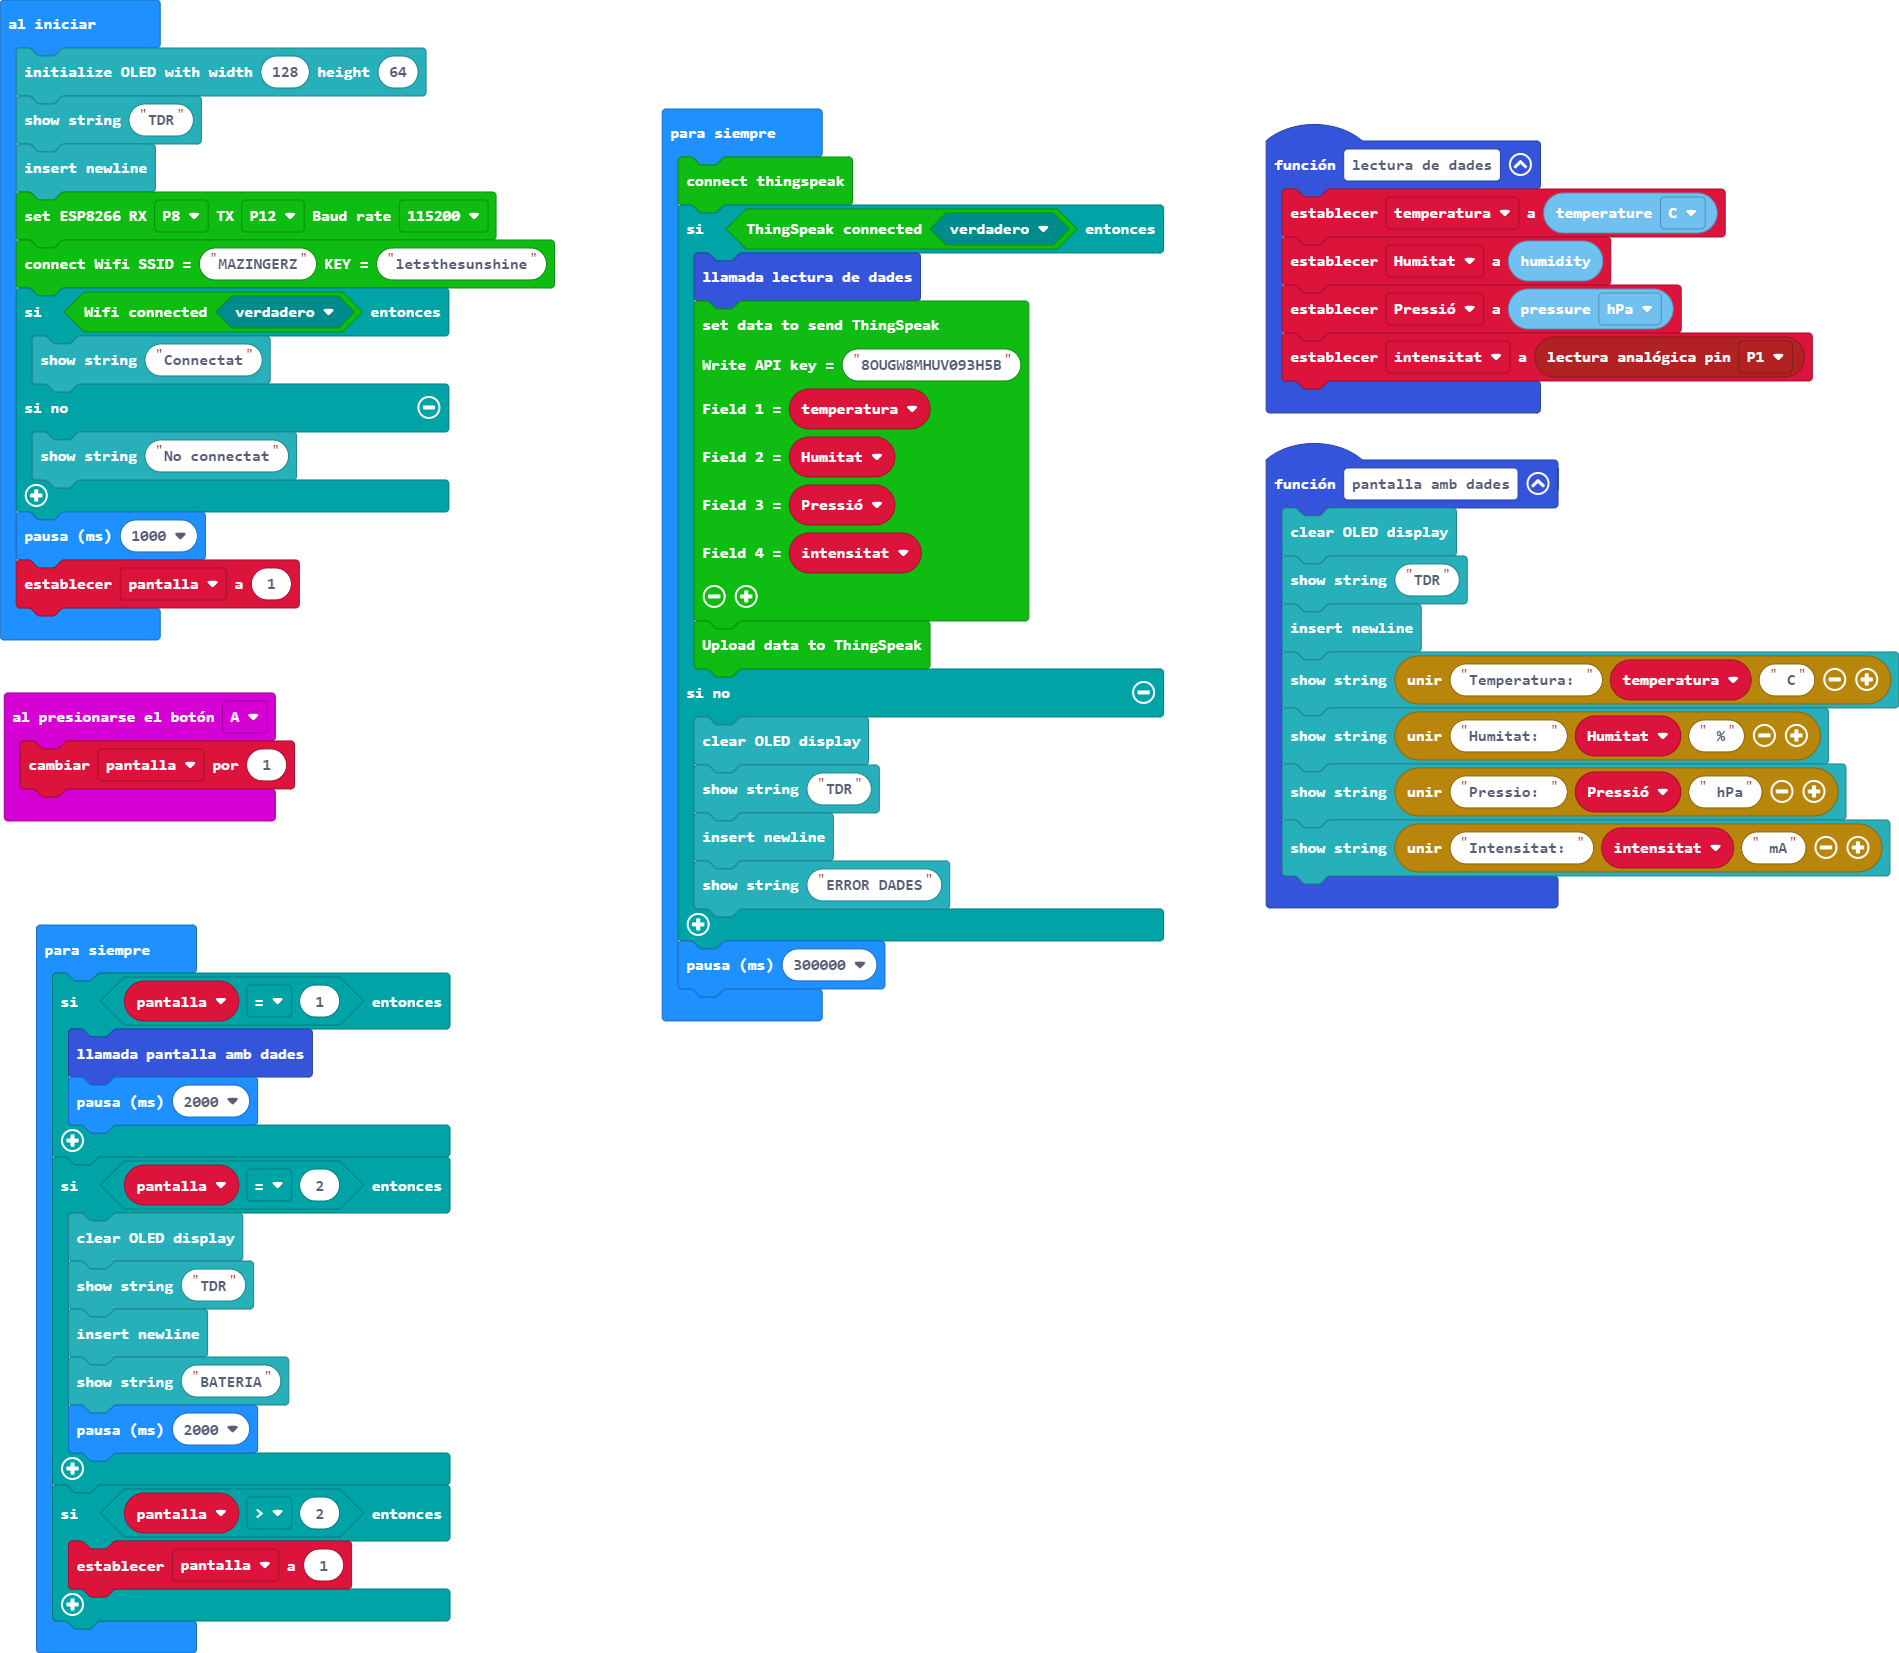 al iniciar
initialize OLED with width 128 height 64
show string "TDR"
insert newline
set ESP8266 RX P8 TX P12 Baud rate 115200
connect Wifi SSID = "MAZINGERZ" KEY = "letsthesunshine"
si Wifi connected verdadero entonces
show string "Connectat"
si no
show string "No connectat"
pausa (ms) 1000
establecer pantalla a 1
al presionarse el botón A
cambiar pantalla por 1
para siempre
si pantalla = 1 entonces
llamada pantalla amb dades
pausa (ms) 2000
si pantalla = 2 entonces
clear OLED display
show string "TDR"
insert newline
show string "BATERIA"
pausa (ms) 2000
si pantalla > 2 entonces
establecer pantalla a 1
para siempre
connect thingspeak
si ThingSpeak connected verdadero entonces
llamada lectura de dades
set data to send ThingSpeak
Write API key = "8OUGW8MHUV093H5B"
Field 1 = temperatura
Field 2 = Humitat
Field 3 = Pressió
Field 4 = intensitat
Upload data to ThingSpeak
si no
clear OLED display
show string "TDR"
insert newline
show string "ERROR DADES"
pausa (ms) 300000
función lectura de dades
establecer temperatura a temperature C
establecer Humitat a humidity
establecer Pressió a pressure hPa
establecer intensitat a lectura analógica pin P1
función pantalla amb dades
clear OLED display
show string "TDR"
insert newline
show string unir "Temperatura: " temperatura " C"
show string unir "Humitat: " Humitat " %"
show string unir "Pressio: " Pressió " hPa"
show string unir "Intensitat: " intensitat " mA"